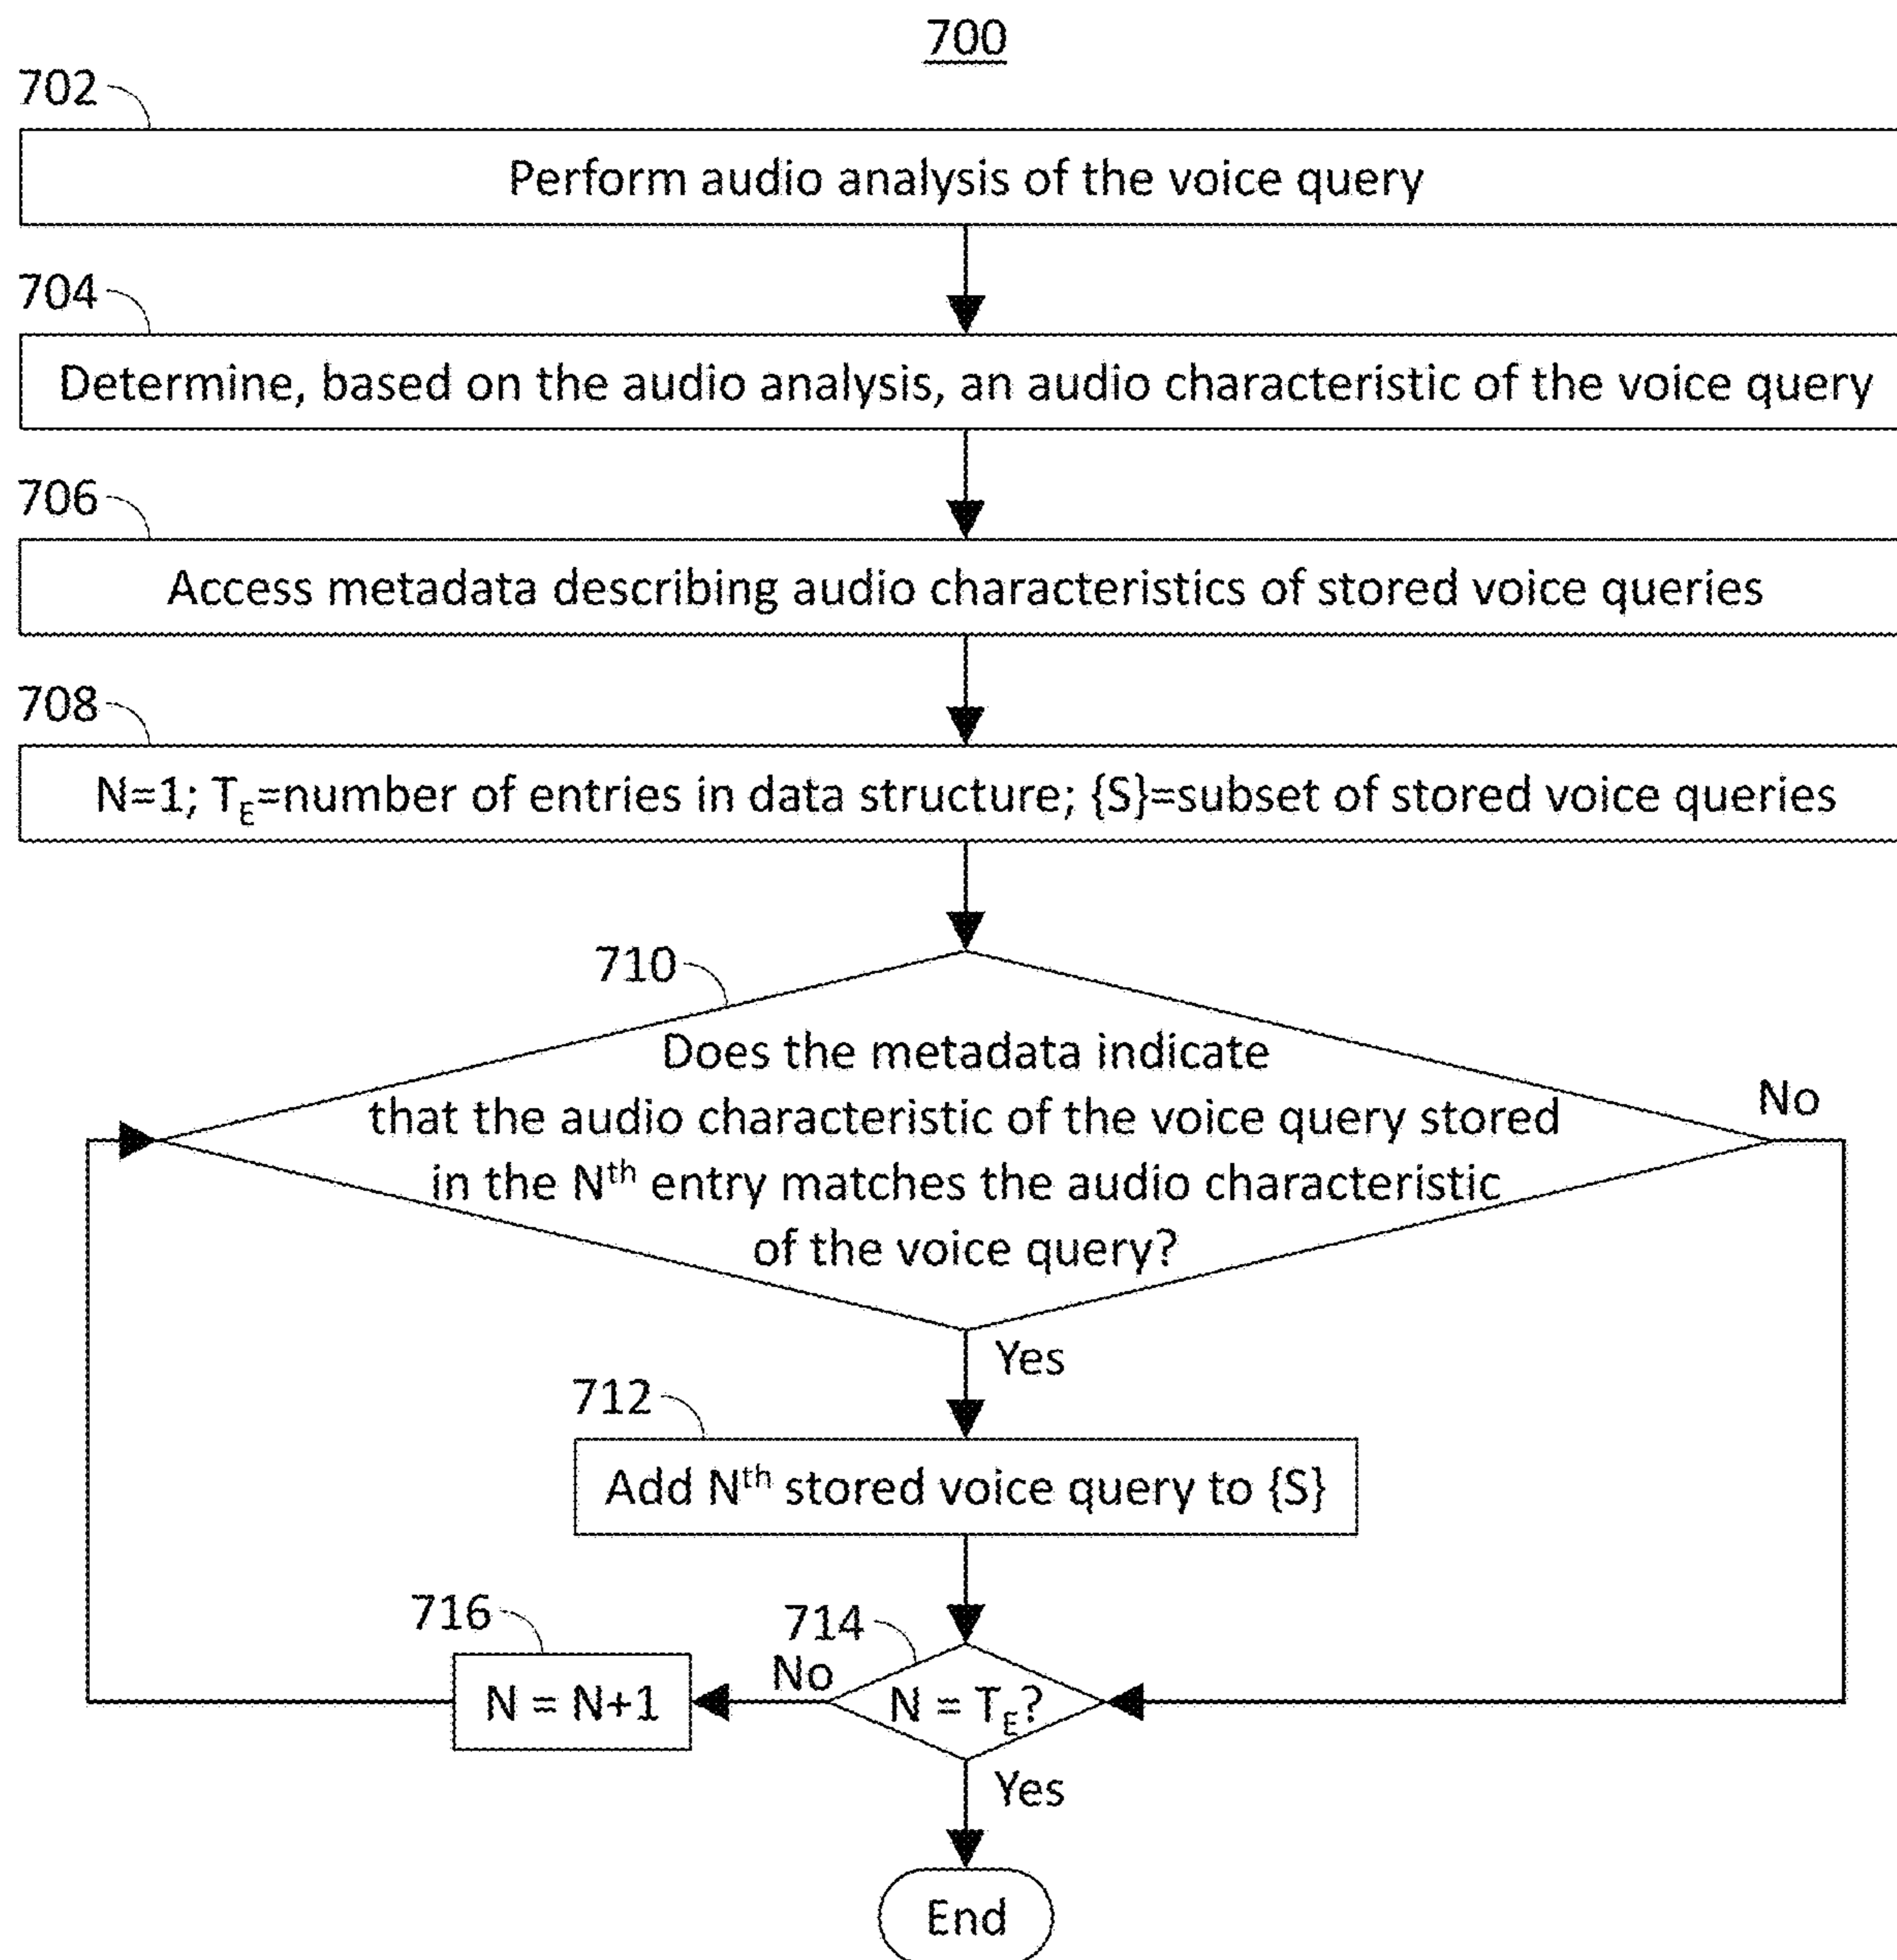 700
702
Perform audio analysis of the voice query
704
Determine, based on the audio analysis, an audio characteristic of the voice query
706
Access metadata describing audio characteristics of stored voice queries
708
N=1; T_E=number of entries in data structure; {S}=subset of stored voice queries
710
Does the metadata indicate
that the audio characteristic of the voice query stored
in the Nth entry matches the audio characteristic
of the voice query?
No
Yes
712
Add Nth stored voice query to {S}
716
714
No
N = N+1
N = T_E?
Yes
End